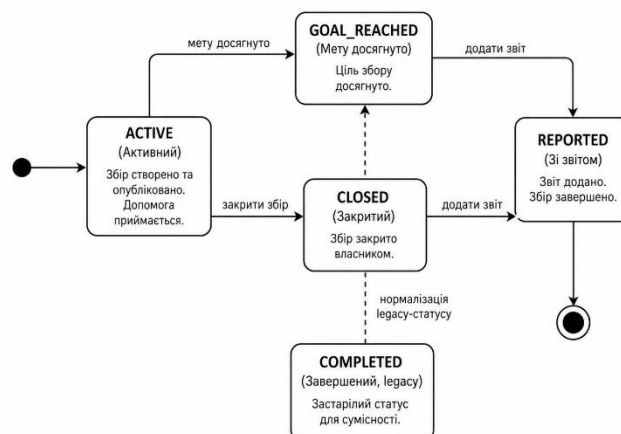 GOAL_REACHED
(Мету досягнуто)
Ціль збору
досягнуто.
мету досягнуто
додати звіт
ACTIVE
(Активний)
Збір створено та
опубліковано.
Допомога
приймається.
закрити збір
CLOSED
(Закритий)
Збір закрито
власником.
додати звіт
REPORTED
(Зі звітом)
Звіт додано.
Збір завершено.
нормалізація
legacy-статусу
COMPLETED
(Завершений, legacy)
Застарілий статус
для сумісності.